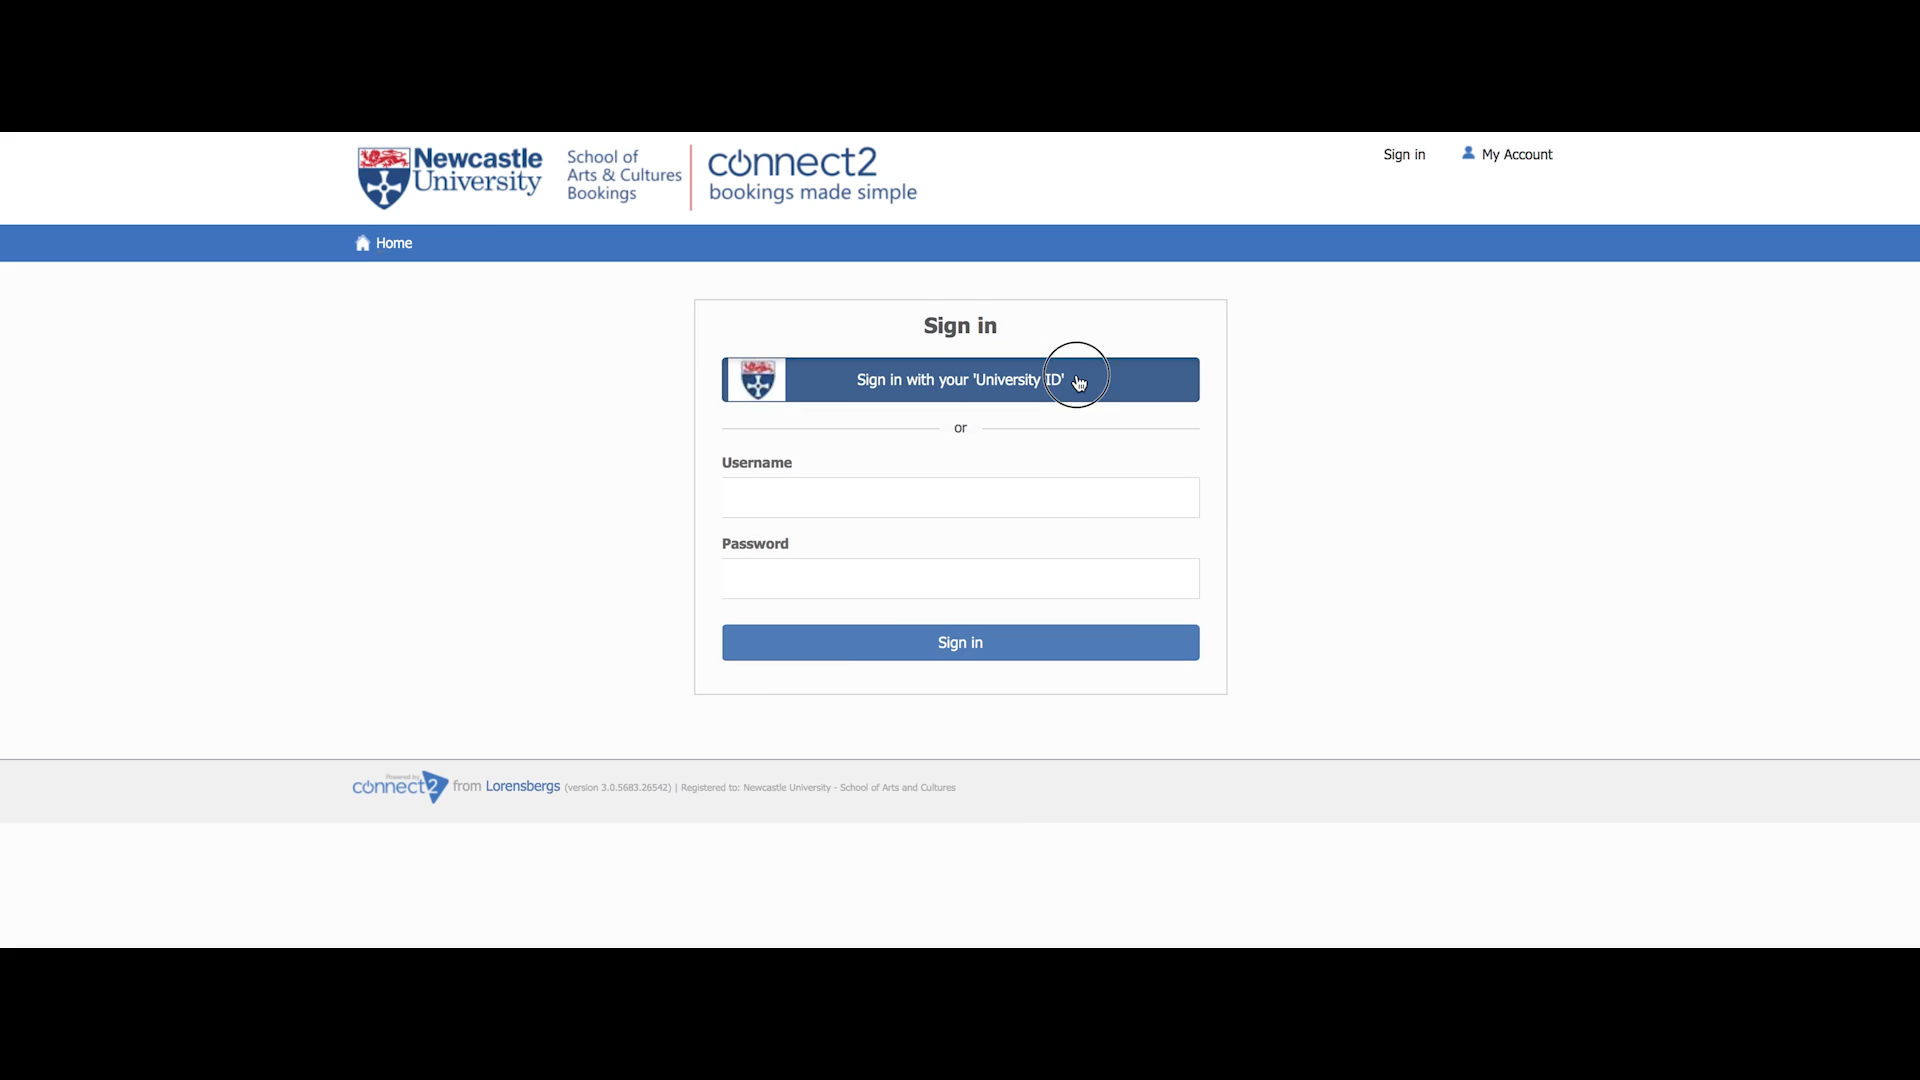 Newcastle
University
School of
Arts & Cultures
Bookings
connect2
bookings made simple
Sign in
My Account
Home
Sign in
Sign in with your 'University ID'
or
Username
Password
Sign in
Powered by
connect2 from Lorensbergs (version 3.0.5683.26542) | Registered to: Newcastle University - School of Arts and Cultures